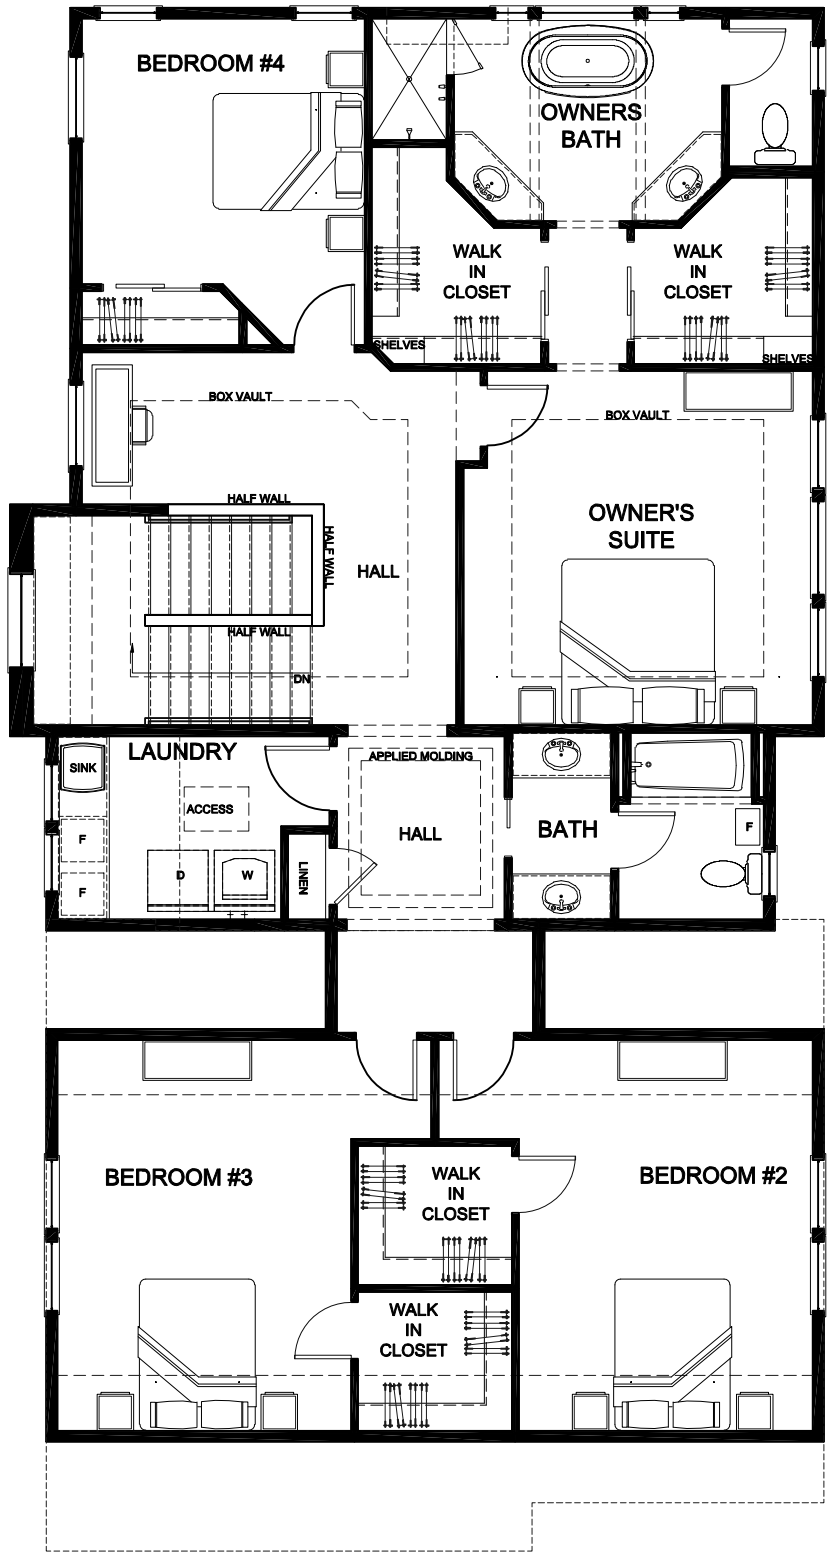 BEDROOM #4
OWNERS
BATH
WALK
IN
CLOSET
WALK
IN
CLOSET
SHELVES
SHELVES
BOX VAULT
BOX VAULT
HALF WALL
HALF WALL
OWNER'S
SUITE
HALL
HALF WALL
DN
LAUNDRY
APPLIED MOLDING
SINK
ACCESS
F
HALL
BATH
F
D
W
LINEN
F
BEDROOM #3
WALK
IN
CLOSET
BEDROOM #2
WALK
IN
CLOSET